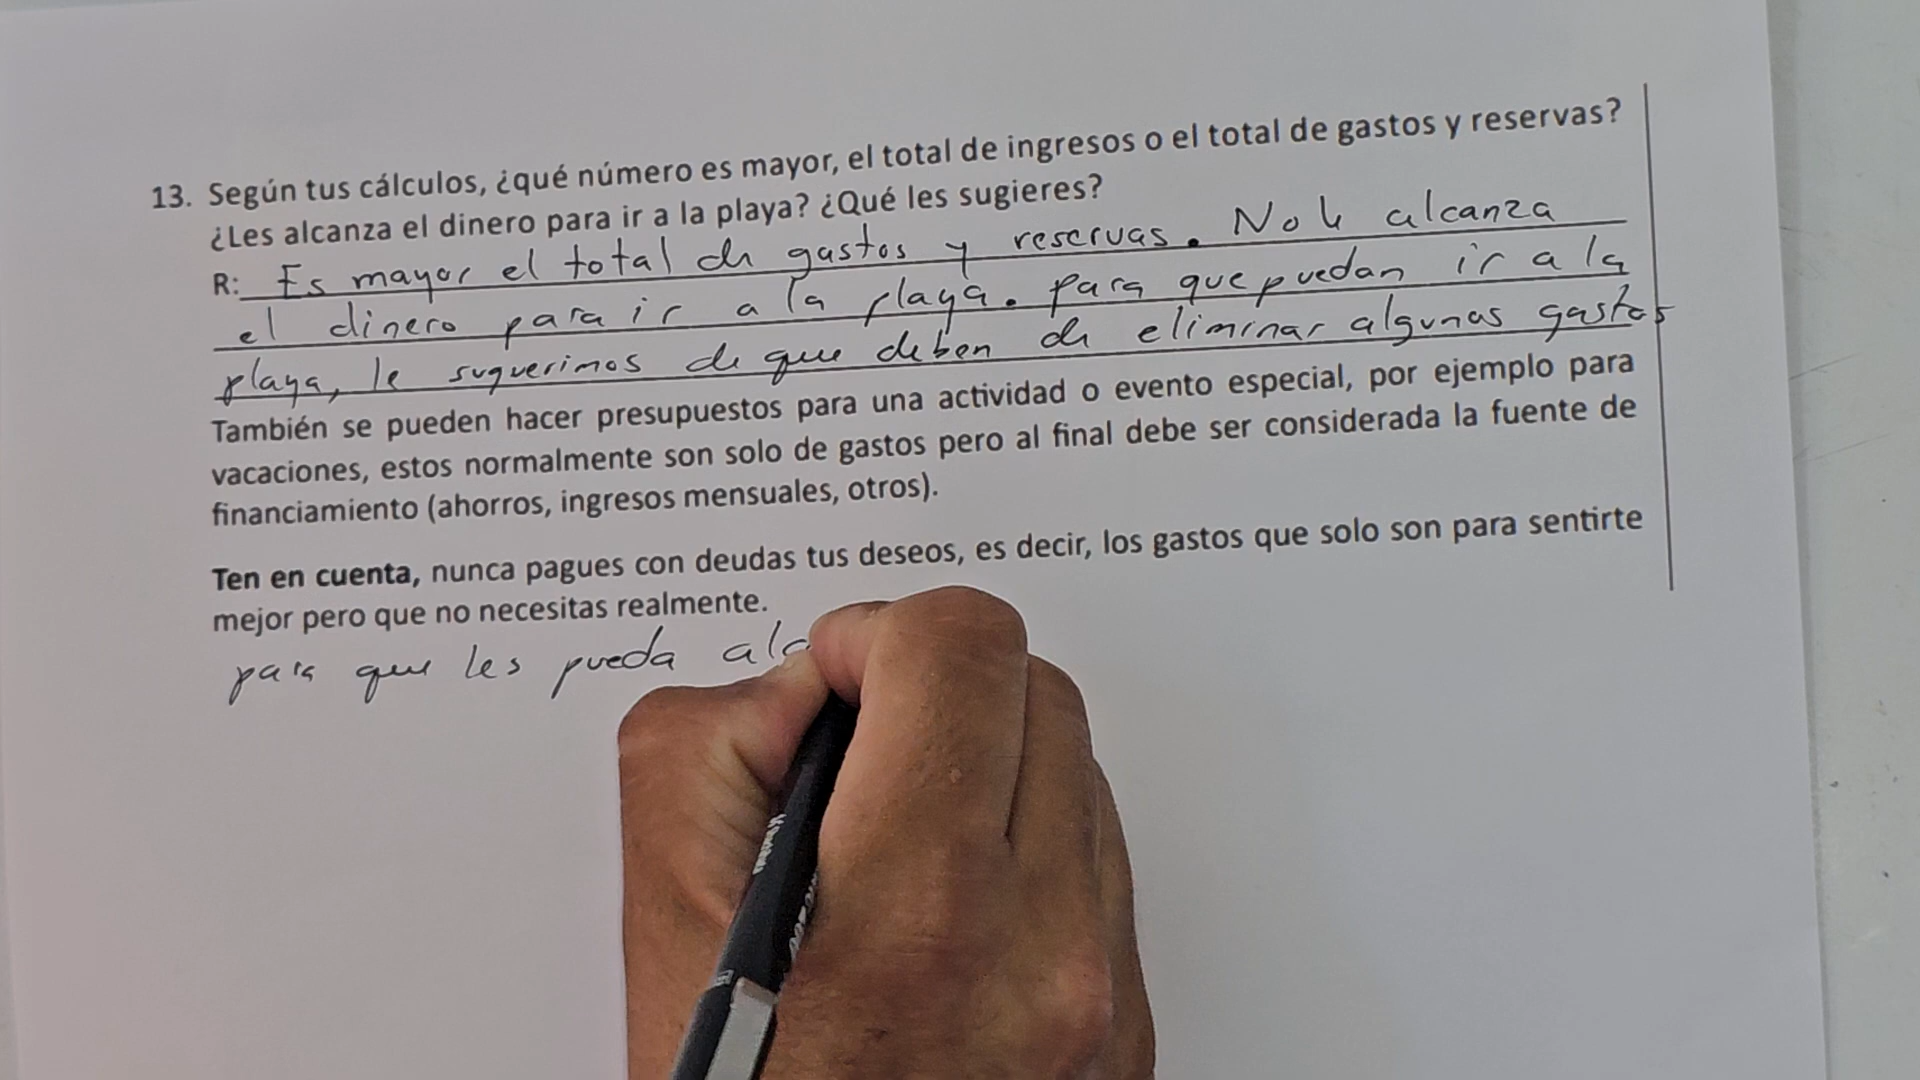 13. Según tus cálculos, ¿qué número es mayor, el total de ingresos o el total de gastos y reservas?
¿Les alcanza el dinero para ir a la playa? ¿Qué les sugieres?
R: Es mayor el total de gastos y reservas. No le alcanza
el dinero para ir a la playa. Para que puedan ir a la
playa, le suguerimos de que deben de eliminar algunas gastos
También se pueden hacer presupuestos para una actividad o evento especial, por ejemplo para
vacaciones, estos normalmente son solo de gastos pero al final debe ser considerada la fuente de
financiamiento (ahorros, ingresos mensuales, otros).
Ten en cuenta, nunca pagues con deudas tus deseos, es decir, los gastos que solo son para sentirte
mejor pero que no necesitas realmente.
para que les pueda alc